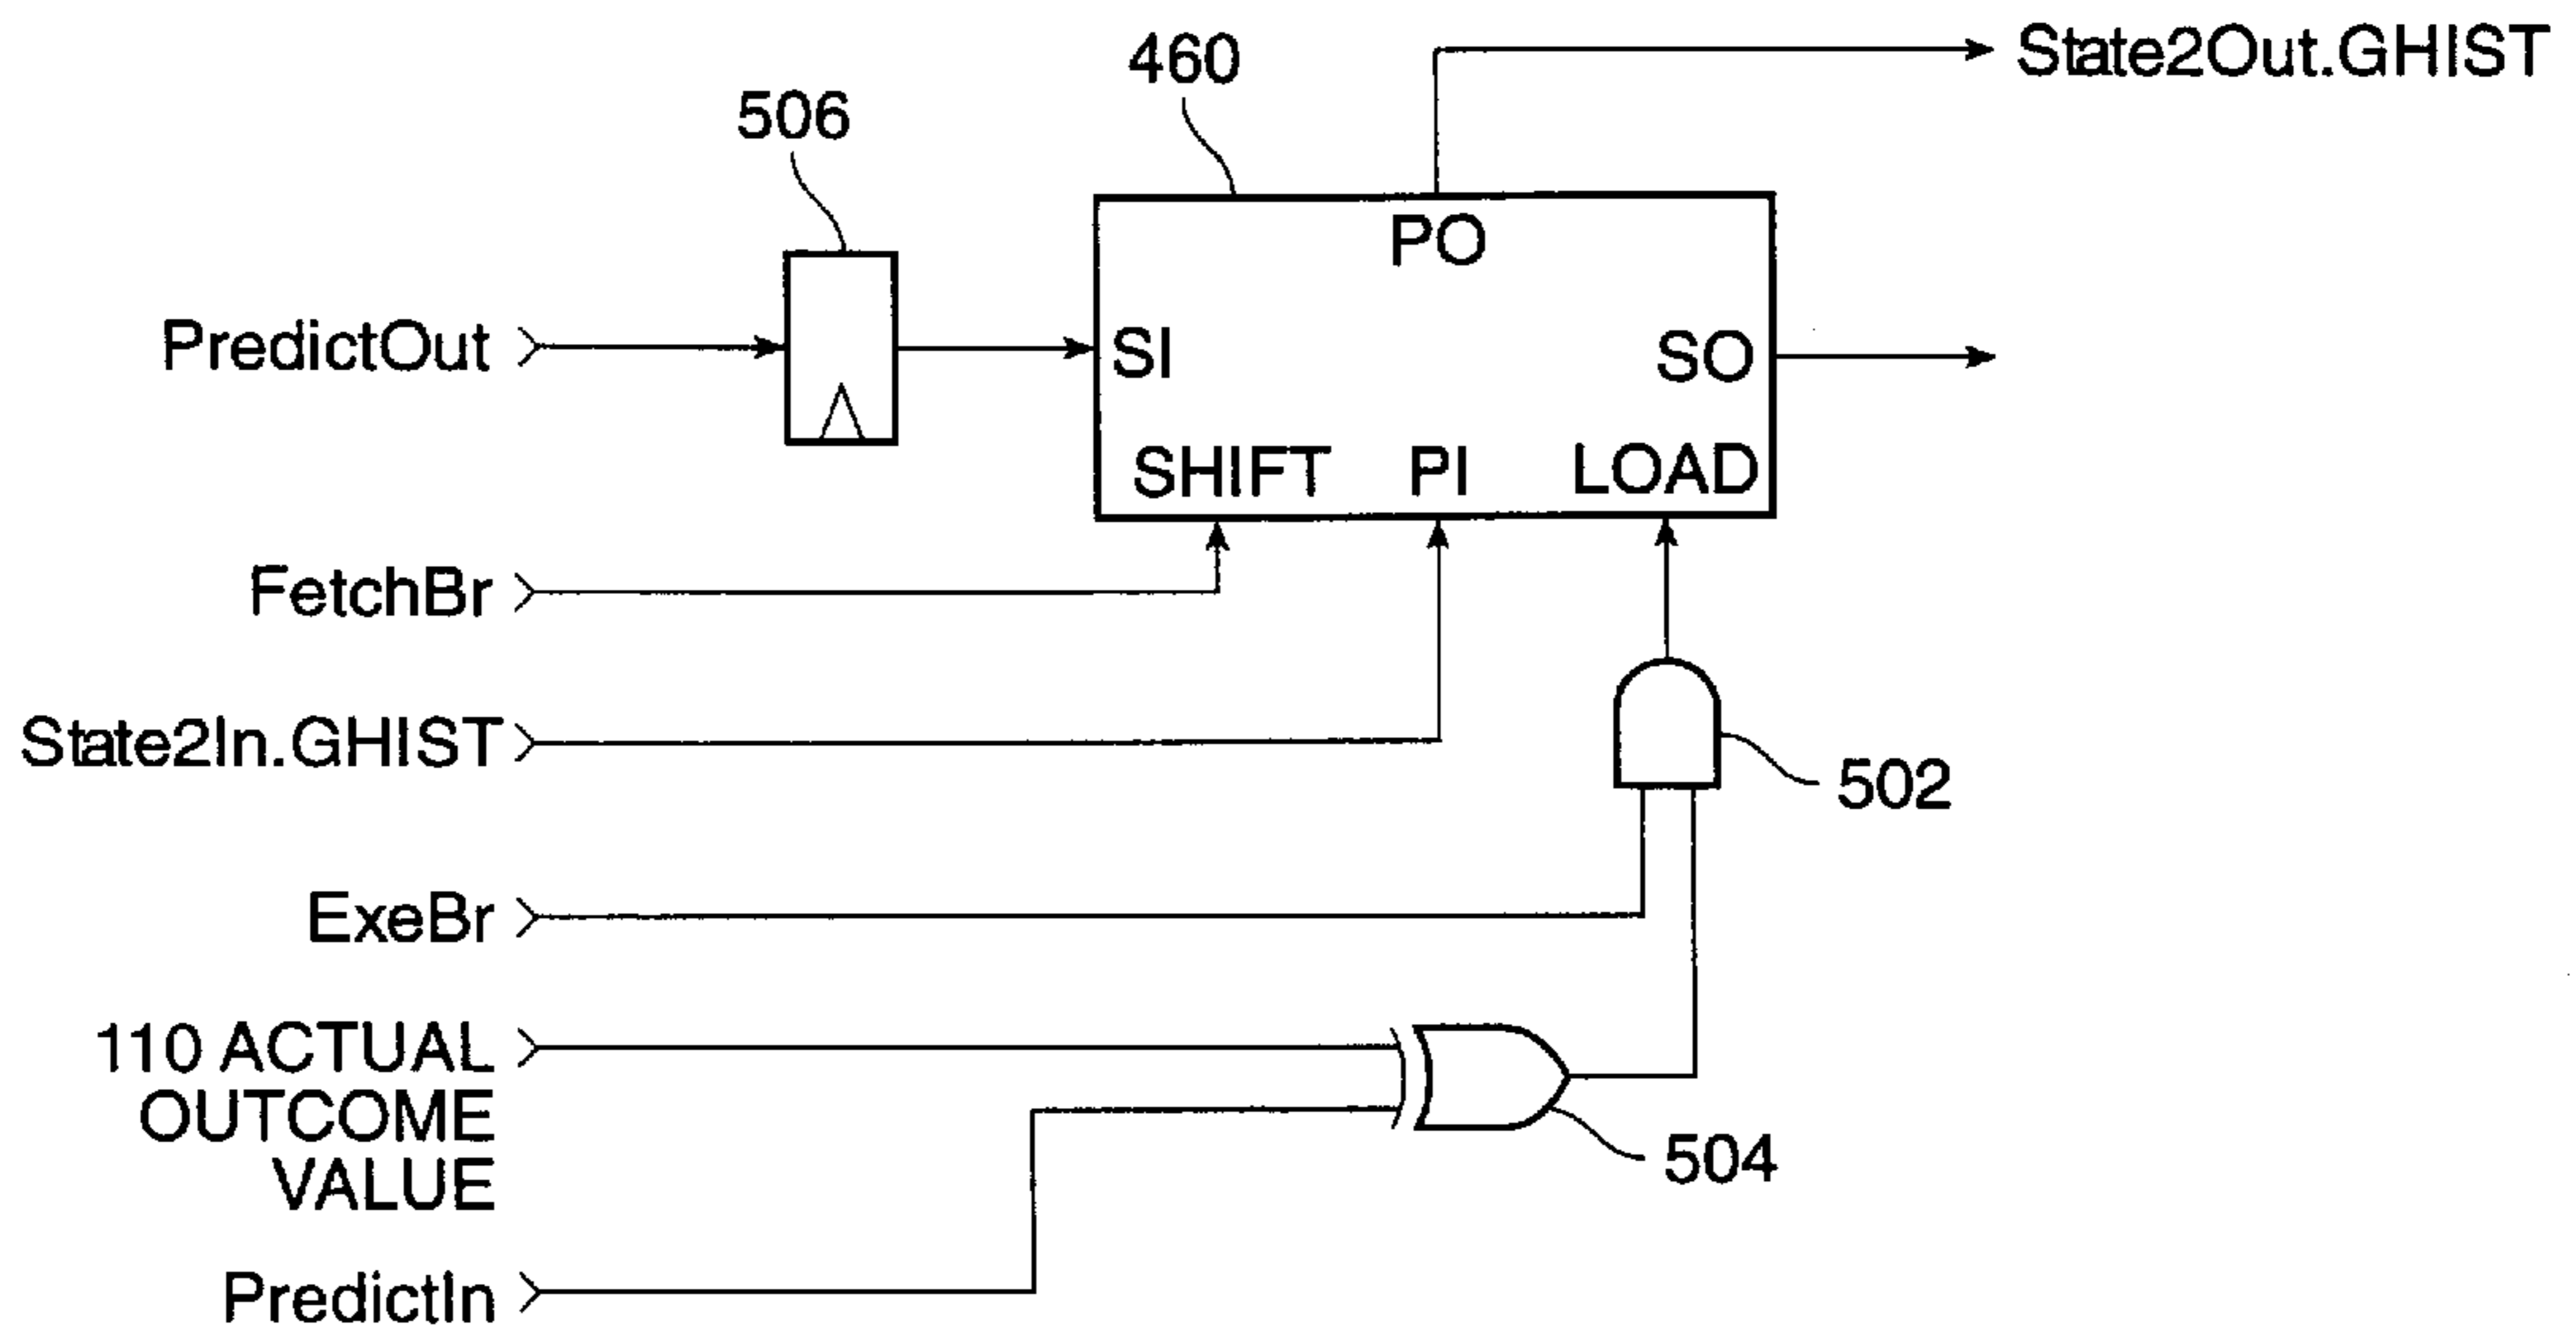 State2Out.GHIST
460
506
PO
PredictOut
SI
SO
SHIFT PI LOAD
FetchBr
State2In.GHIST
502
ExeBr
110 ACTUAL
OUTCOME
VALUE
504
PredictIn